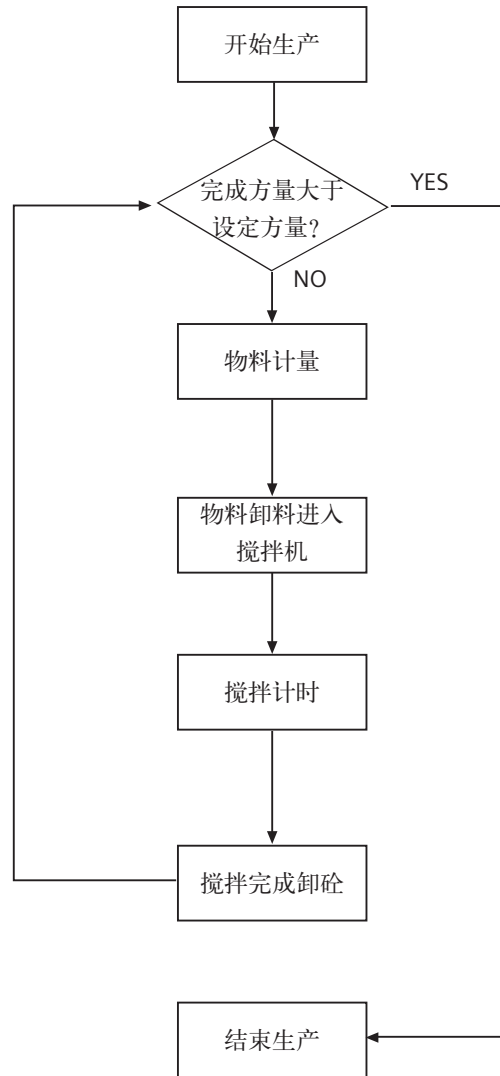 开始生产
完成方量大于
设定方量？
YES
NO
物料计量
物料卸料进入
搅拌机
搅拌计时
搅拌完成卸砼
结束生产